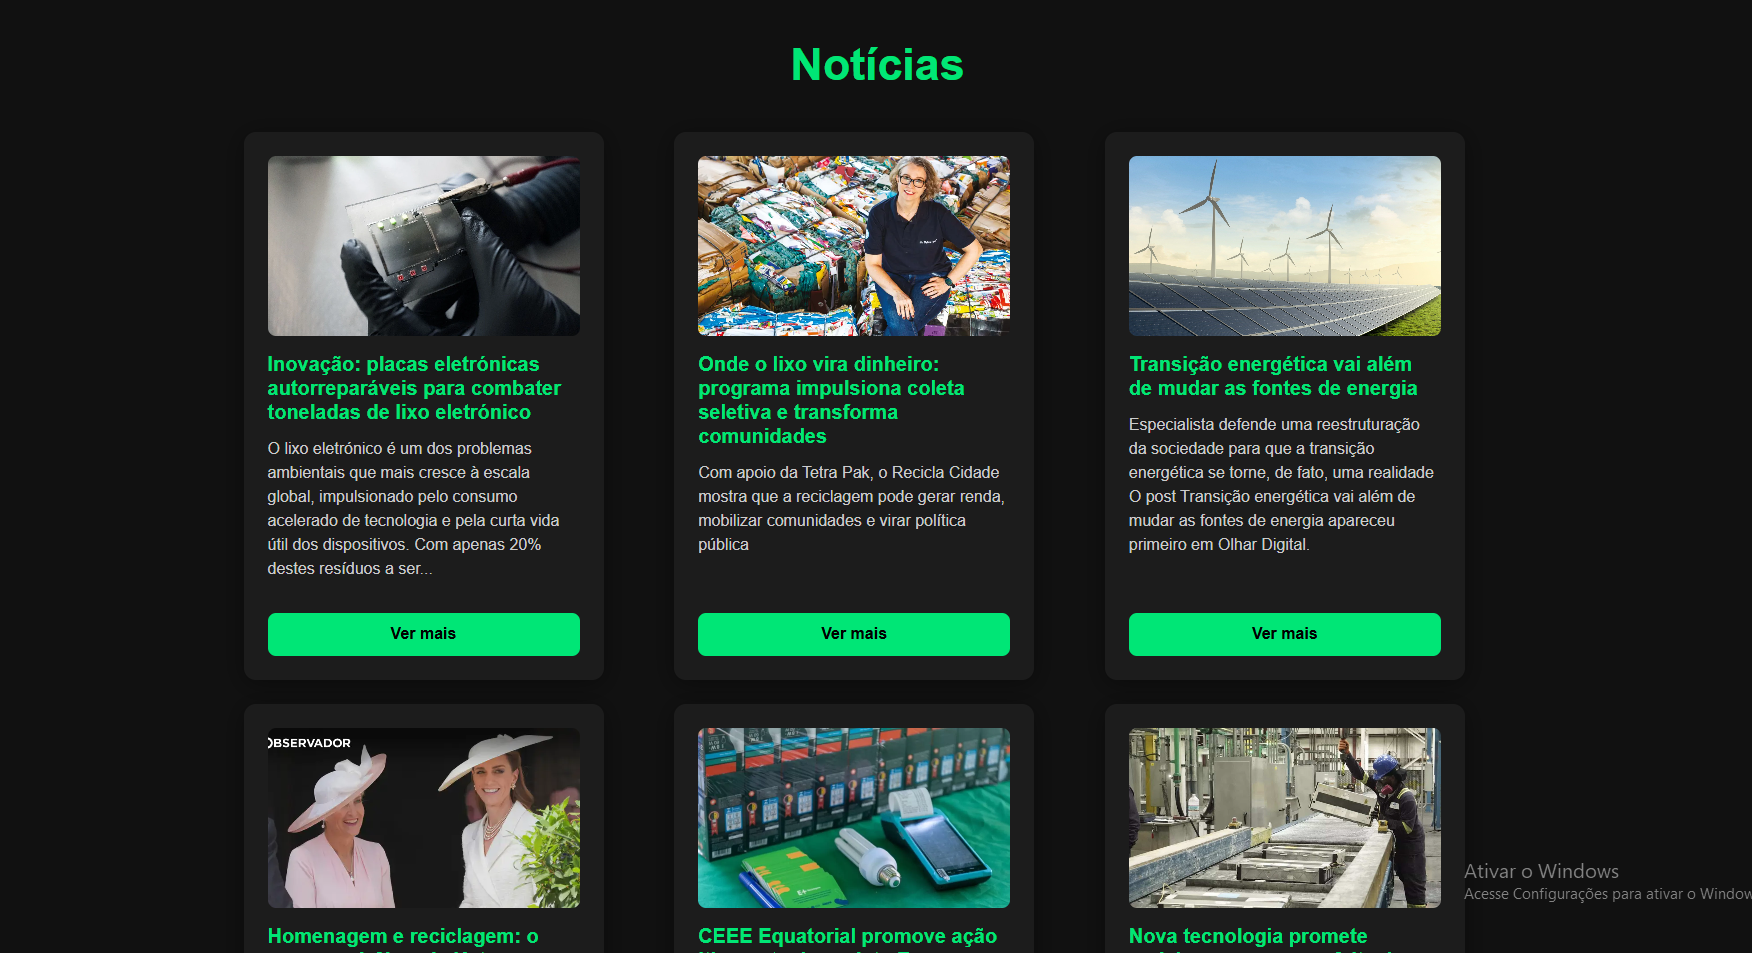 Notícias
Inovação: placas eletrónicas
autorreparáveis para combater
toneladas de lixo eletrónico
O lixo eletrónico é um dos problemas
ambientais que mais cresce à escala
global, impulsionado pelo consumo
acelerado de tecnologia e pela curta vida
útil dos dispositivos. Com apenas 20%
destes resíduos a ser...
Ver mais
Onde o lixo vira dinheiro:
programa impulsiona coleta
seletiva e transforma
comunidades
Com apoio da Tetra Pak, o Recicla Cidade
mostra que a reciclagem pode gerar renda,
mobilizar comunidades e virar política
pública
Ver mais
Transição energética vai além
de mudar as fontes de energia
Especialista defende uma reestruturação
da sociedade para que a transição
energética se torne, de fato, uma realidade
O post Transição energética vai além de
mudar as fontes de energia apareceu
primeiro em Olhar Digital.
Ver mais
OBSERVADOR
Homenagem e reciclagem: o
CEEE Equatorial promove ação
Nova tecnologia promete
Ativar o Windows
Acesse Configurações para ativar o Window